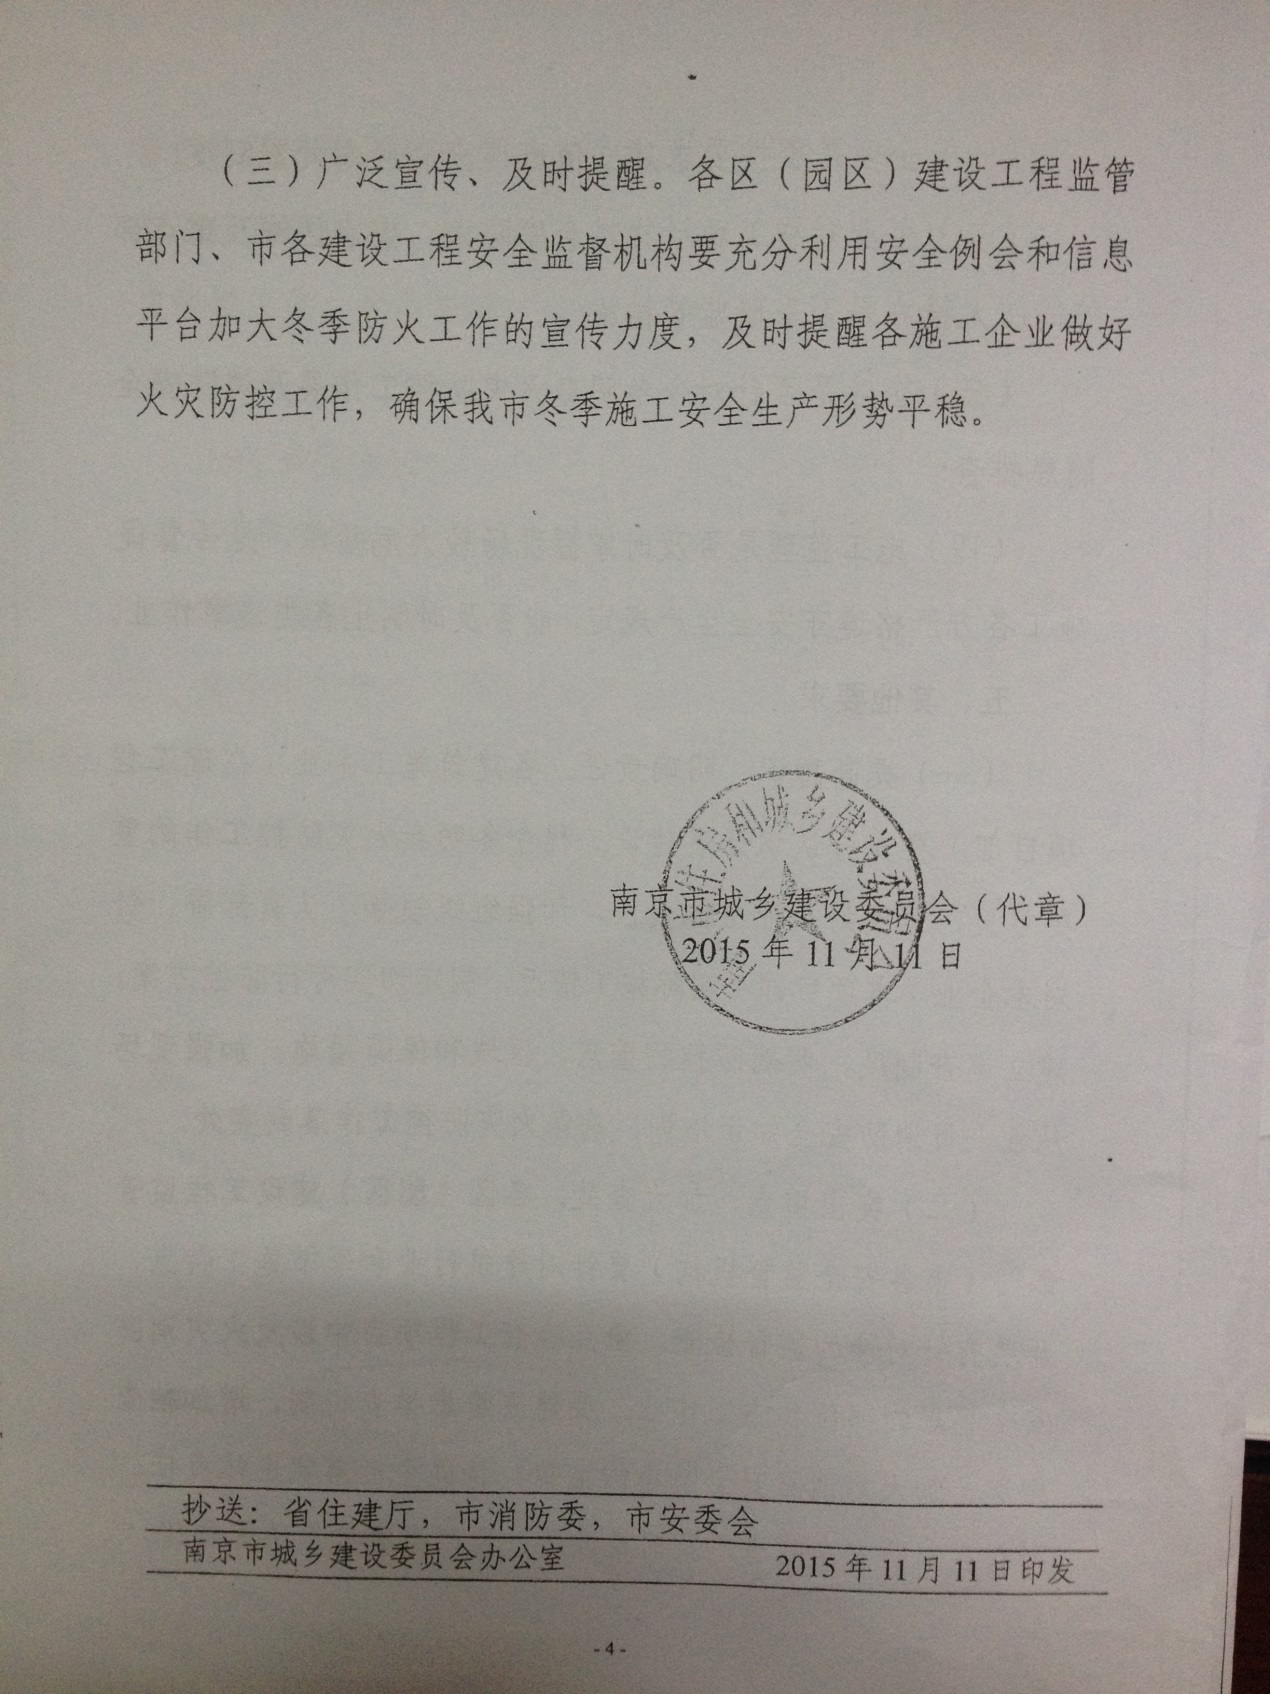 （三）广泛宣传、及时提醒。各区（园区）建设工程监管
部门、市各建设工程安全监督机构要充分利用安全例会和信息
平台加大冬季防火工作的宣传力度，及时提醒各施工企业做好
火灾防控工作，确保我市冬季施工安全生产形势平稳。
房和城乡建设委
南京市城乡建设委员会（代章）
2015年11月11日
抄送：省住建厅，市消防委，市安委会
南京市城乡建设委员会办公室 2015年11月11日印发
- 4 -